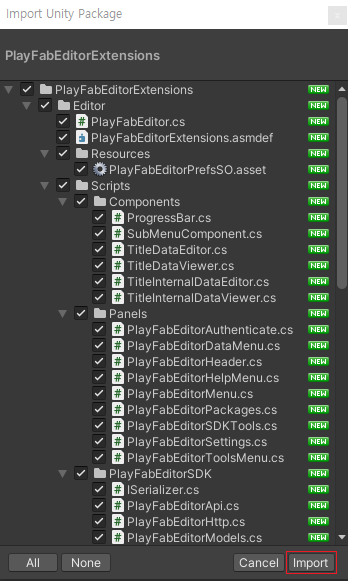 Import Unity Package
x
PlayFabEditorExtensions
PlayFabEditorExtensions NEW
Editor NEW
PlayFabEditor.cs NEW
PlayFabEditorExtensions.asmdef NEW
Resources NEW
PlayFabEditorPrefsSO.asset NEW
Scripts NEW
Components NEW
ProgressBar.cs NEW
SubMenuComponent.cs NEW
TitleDataEditor.cs NEW
TitleDataViewer.cs NEW
TitleInternalDataEditor.cs NEW
TitleInternalDataViewer.cs NEW
Panels NEW
PlayFabEditorAuthenticate.cs NEW
PlayFabEditorDataMenu.cs NEW
PlayFabEditorHeader.cs NEW
PlayFabEditorHelpMenu.cs NEW
PlayFabEditorMenu.cs NEW
PlayFabEditorPackages.cs NEW
PlayFabEditorSDKTools.cs NEW
PlayFabEditorSettings.cs NEW
PlayFabEditorToolsMenu.cs NEW
PlayFabEditorSDK NEW
ISerializer.cs NEW
PlayFabEditorApi.cs NEW
PlayFabEditorHttp.cs NEW
PlayFabEditorModels.cs NEW
All None Cancel Import